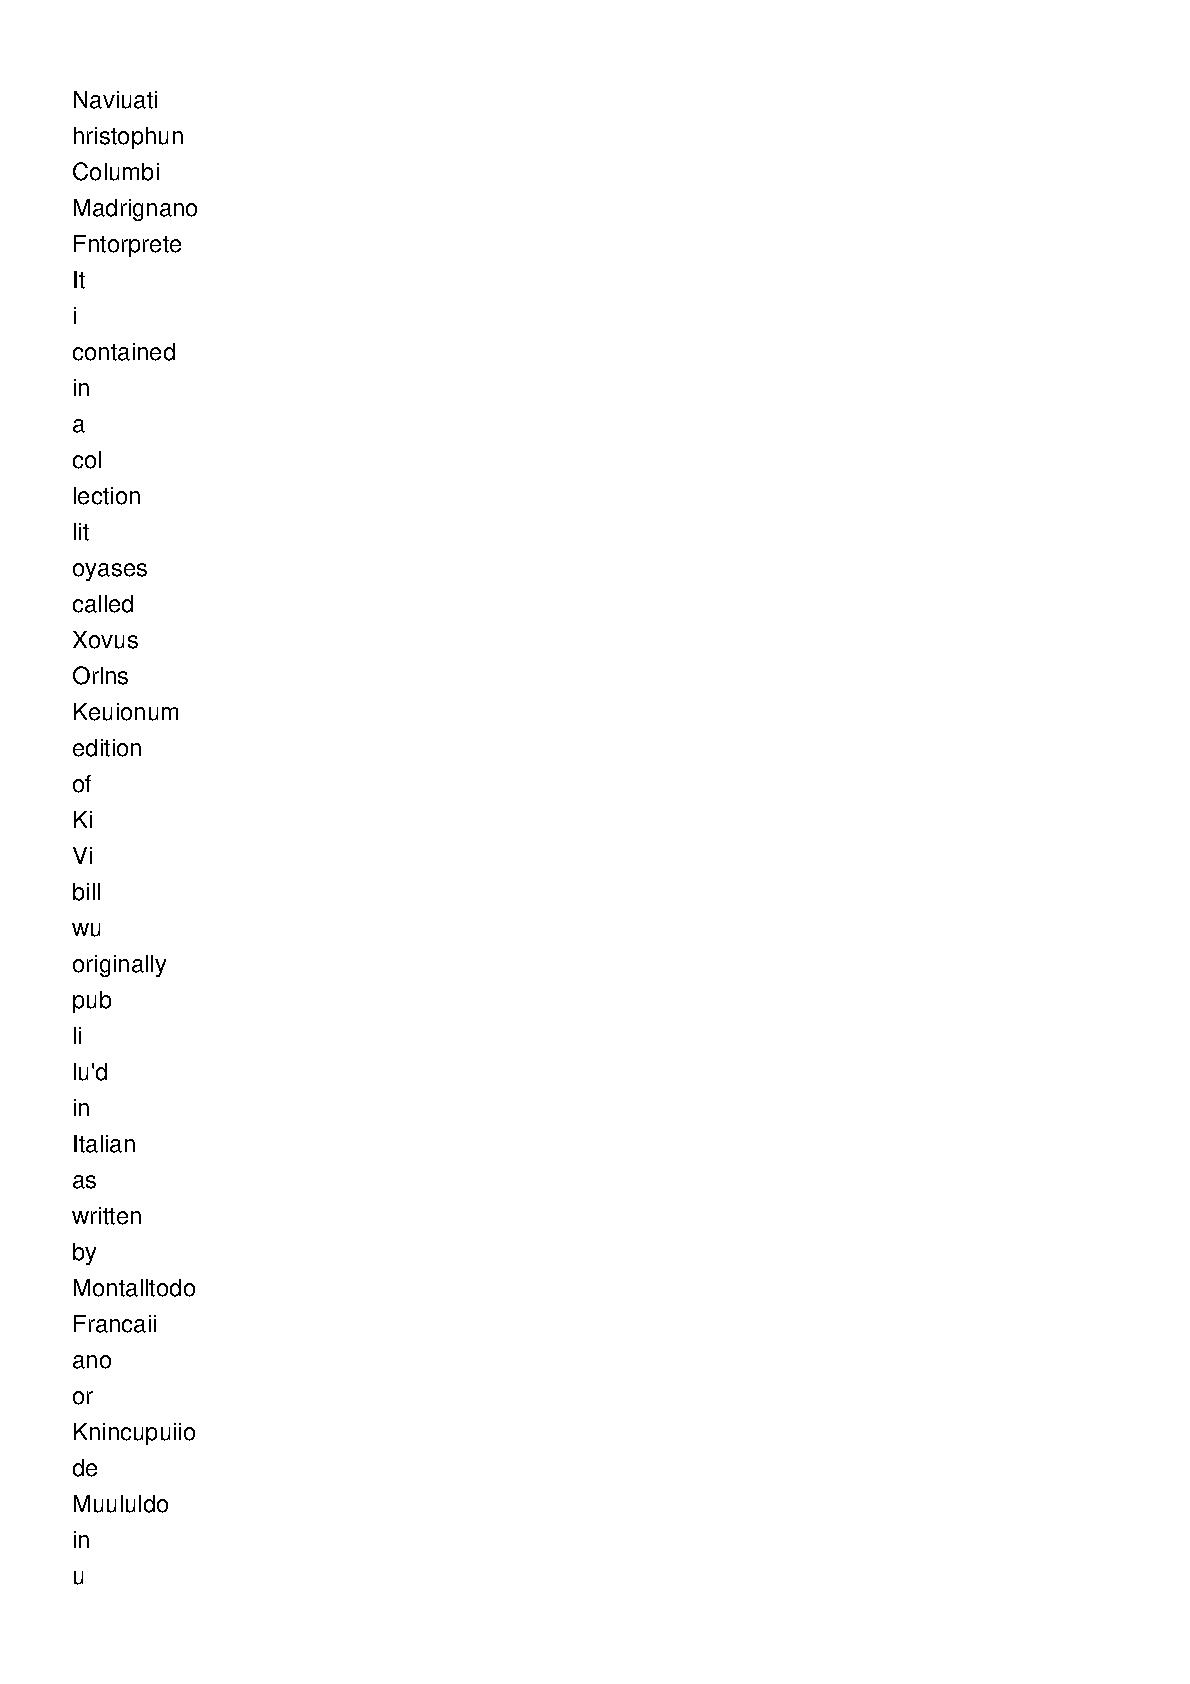 Naviuati
hristophun
Columbi
Madrignano
Fntorprete
It
i
contained
in
a
col
lection
lit
oyases
called
Xovus
Orlns
Keuionum
edition
of
Ki
Vi
bill
wu
originally
pub
li
lu'd
in
Italian
as
written
by
Montalltodo
Francaii
ano
or
Knincupuiio
de
Muululdo
in
u